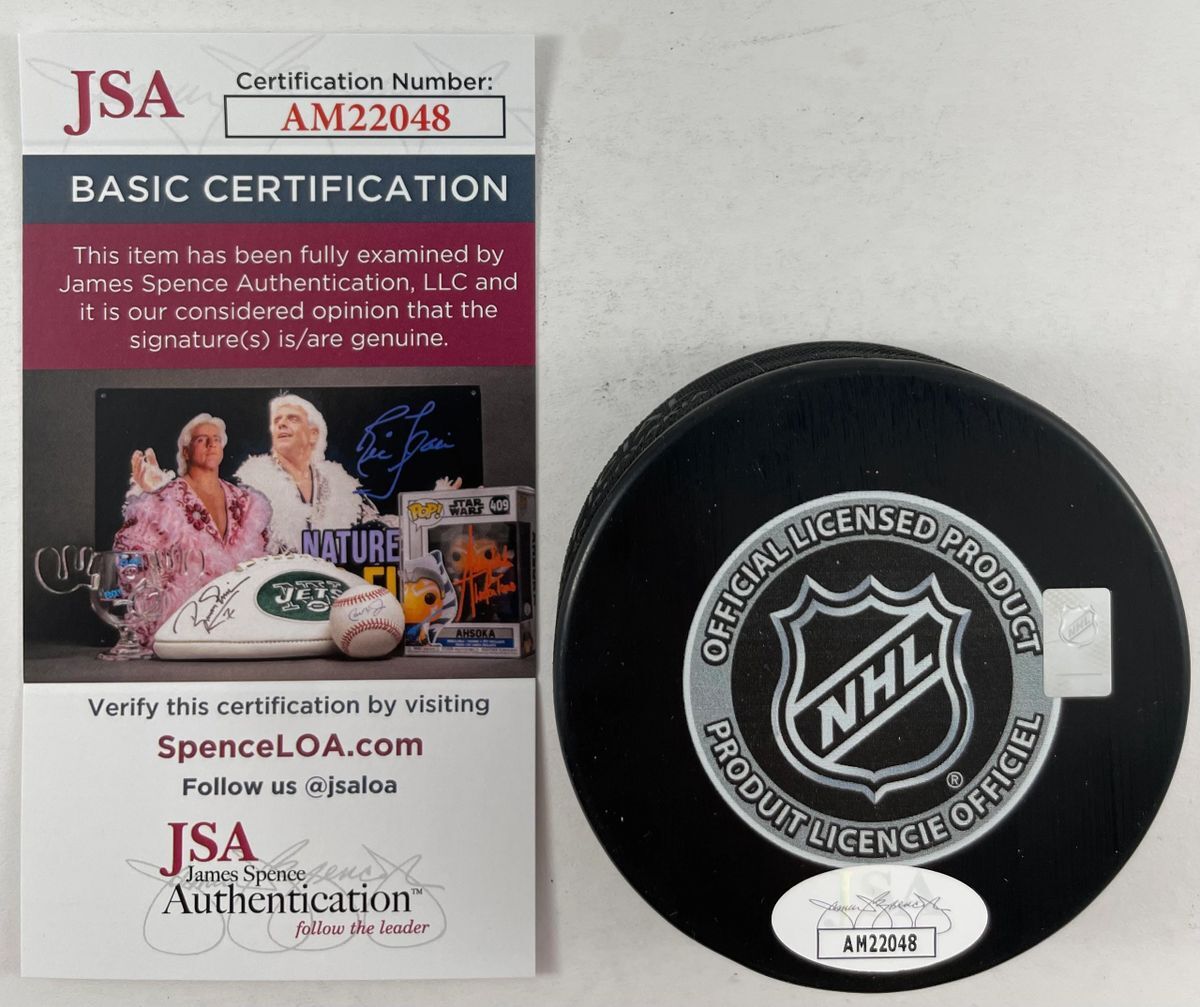 JSA
Certification Number:
AM22048
BASIC CERTIFICATION
This item has been fully examined by
James Spence Authentication, LLC and
it is our considered opinion that the
signature(s) is/are genuine.
Ric Flair
NATURE
POP!
STAR
WARS
409
JETS
AHSOKA
Verify this certification by visiting
SpenceLOA.com
Follow us @jsaloa
JSA
James Spence
Authentication™
follow the leader
OFFICIAL LICENSED PRODUCT
NHL
®
PRODUIT LICENCIE OFFICIEL
JSA
AM22048